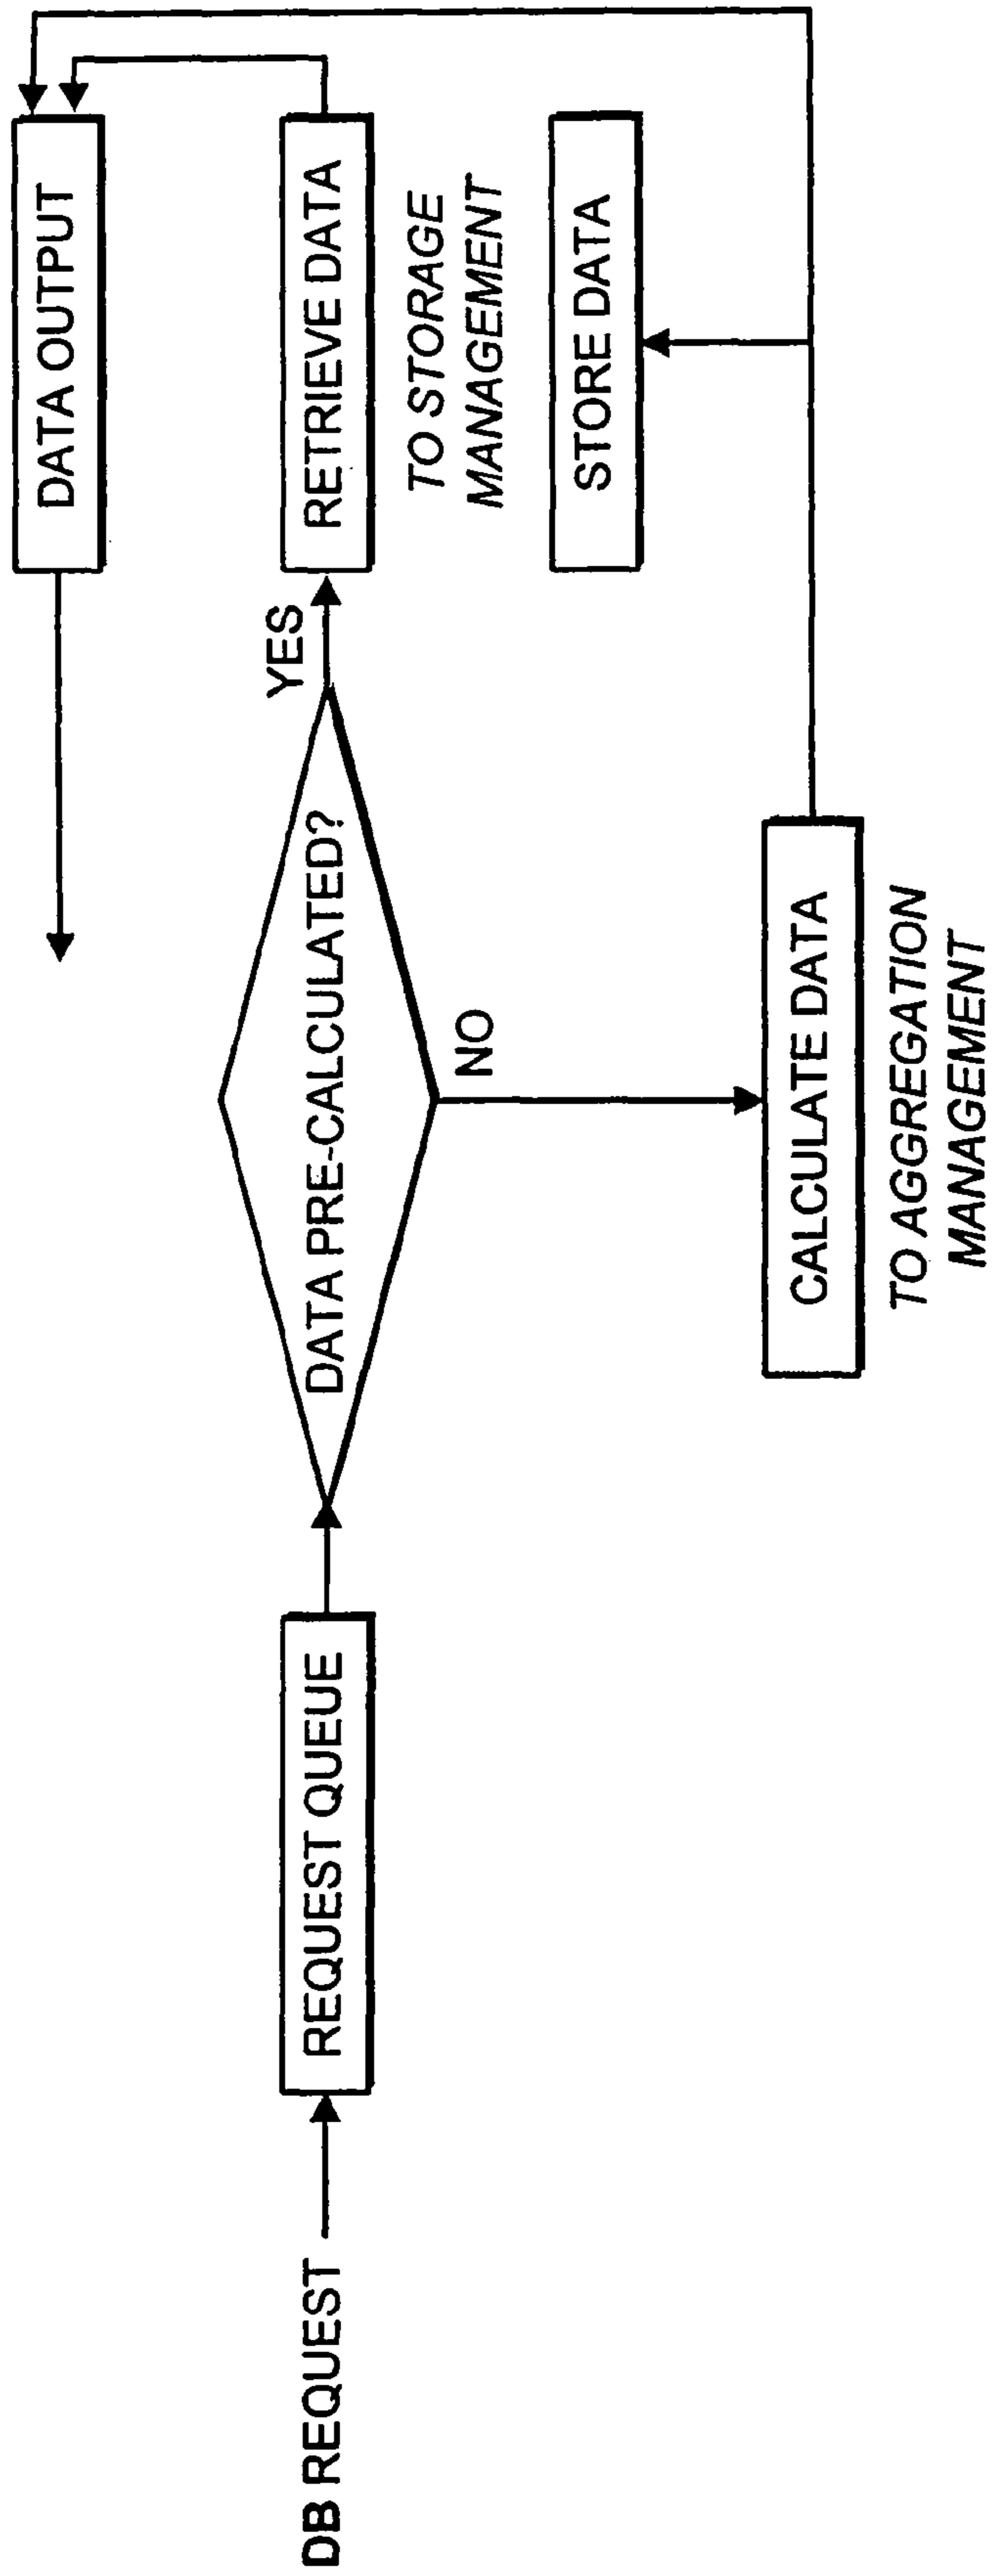 DATA OUTPUT
DB REQUEST
REQUEST QUEUE
DATA PRE-CALCULATED?
YES
RETRIEVE DATA
TO STORAGE
MANAGEMENT
NO
STORE DATA
CALCULATE DATA
TO AGGREGATION
MANAGEMENT